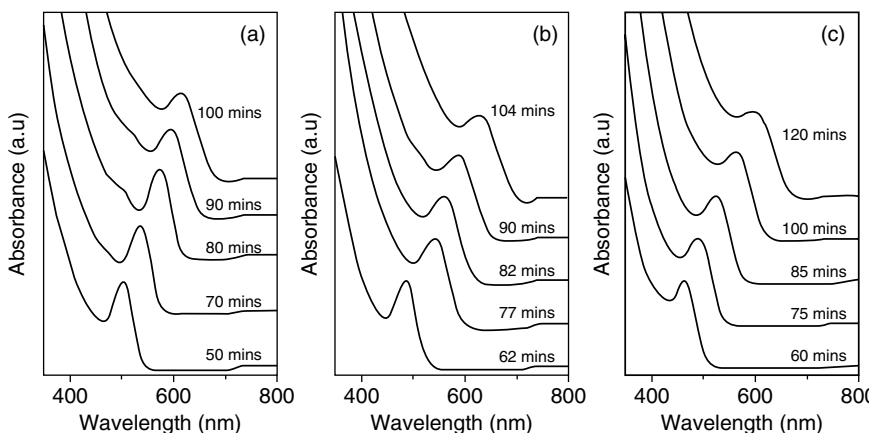 (a)
Absorbance (a.u)
100 mins
90 mins
80 mins
70 mins
50 mins
400 600 800
Wavelength (nm)
(b)
Absorbance (a.u)
104 mins
90 mins
82 mins
77 mins
62 mins
400 600 800
Wavelength (nm)
(c)
Absorbance (a.u)
120 mins
100 mins
85 mins
75 mins
60 mins
400 600 800
Wavelength (nm)